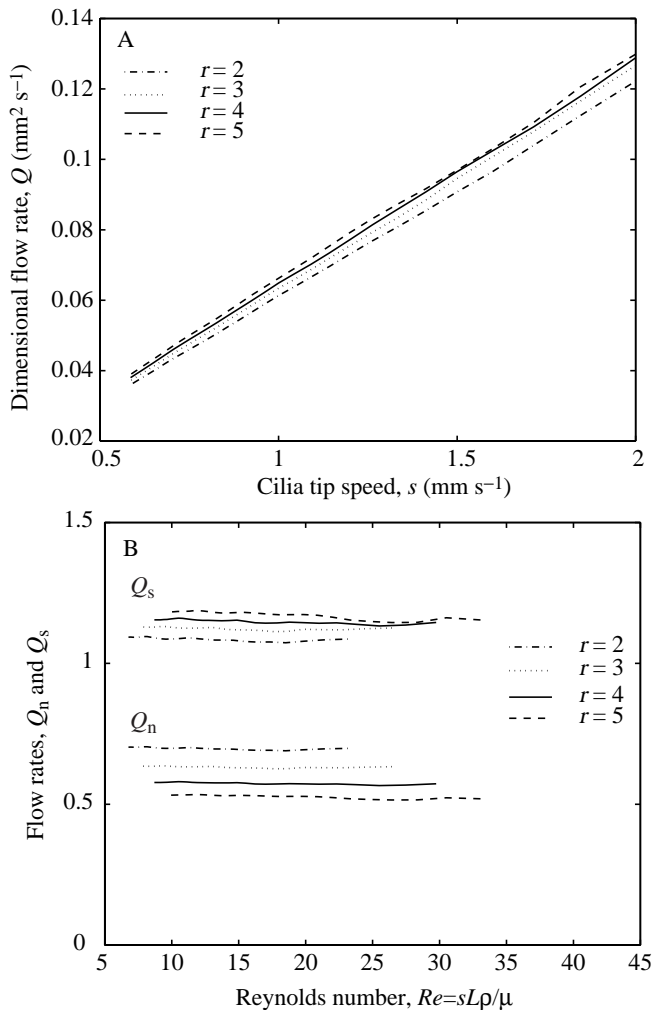 A
r = 2
r = 3
r = 4
r = 5
Dimensional flow rate, Q (mm² s⁻¹)
0.14
0.12
0.1
0.08
0.06
0.04
0.02
0.5
1
1.5
2
Cilia tip speed, s (mm s⁻¹)
B
Qₛ
Qₙ
r = 2
r = 3
r = 4
r = 5
Flow rates, Qₙ and Qₛ
1.5
1
0.5
0
5
10
15
20
25
30
35
40
45
Reynolds number, Re=sLρ/μ